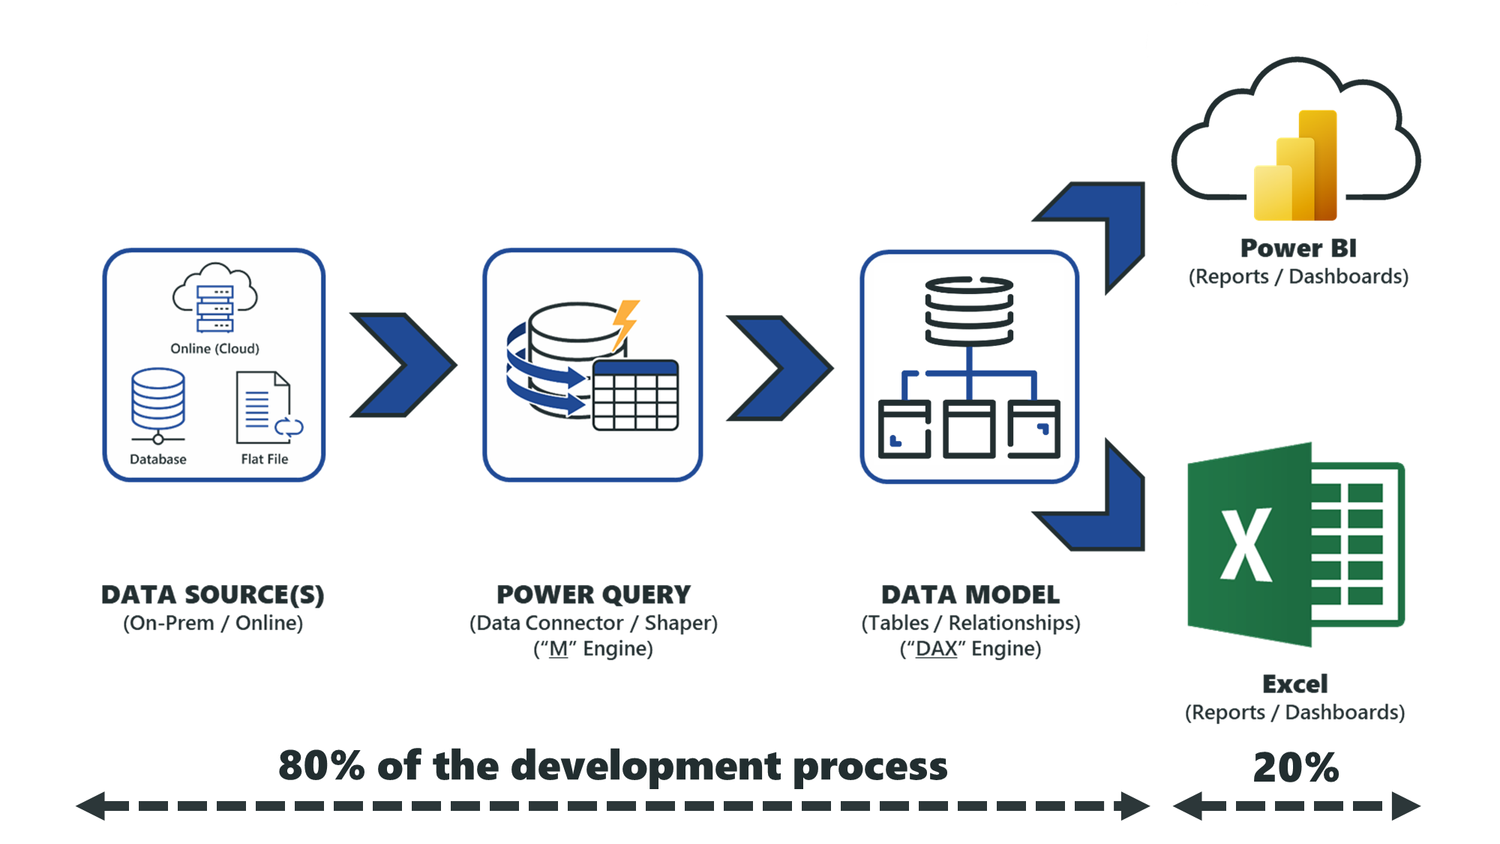 Online (Cloud)
Database
Flat File
DATA SOURCE(S)
(On-Prem / Online)
POWER QUERY
(Data Connector / Shaper)
(“M” Engine)
DATA MODEL
(Tables / Relationships)
(“DAX” Engine)
Power BI
(Reports / Dashboards)
X
Excel
(Reports / Dashboards)
80% of the development process
20%